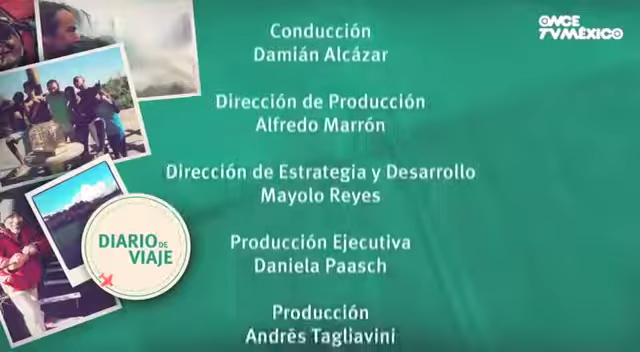 ONCE
TV MÉXICO
Conducción
Damián Alcázar
Dirección de Producción
Alfredo Marrón
Dirección de Estrategia y Desarrollo
Mayolo Reyes
DIARIO DE
VIAJE
Producción Ejecutiva
Daniela Paasch
Producción
Andrés Tagliavini